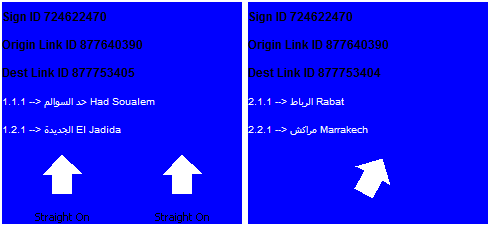 Sign ID 724622470
Origin Link ID 877640390
Dest Link ID 877753405
1.1.1 --> حد السوالم Had Soualem
1.2.1 --> الجديدة El Jadida
Straight On Straight On
Sign ID 724622470
Origin Link ID 877640390
Dest Link ID 877753404
2.1.1 --> الرباط Rabat
2.2.1 --> مراكش Marrakech